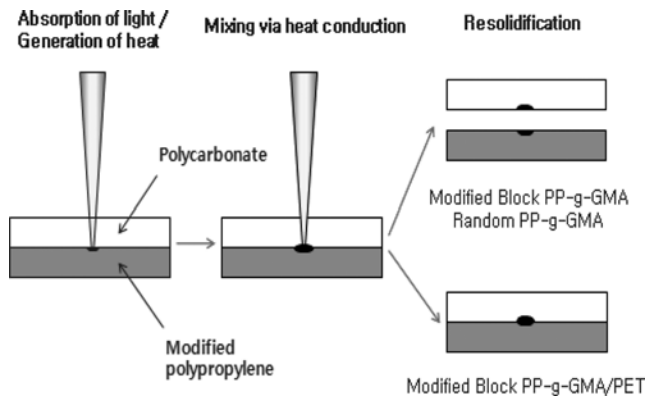 Absorption of light /
Generation of heat
Mixing via heat conduction
Resolidification
Polycarbonate
Modified
polypropylene
Modified Block PP-g-GMA
Random PP-g-GMA
Modified Block PP-g-GMA/PET